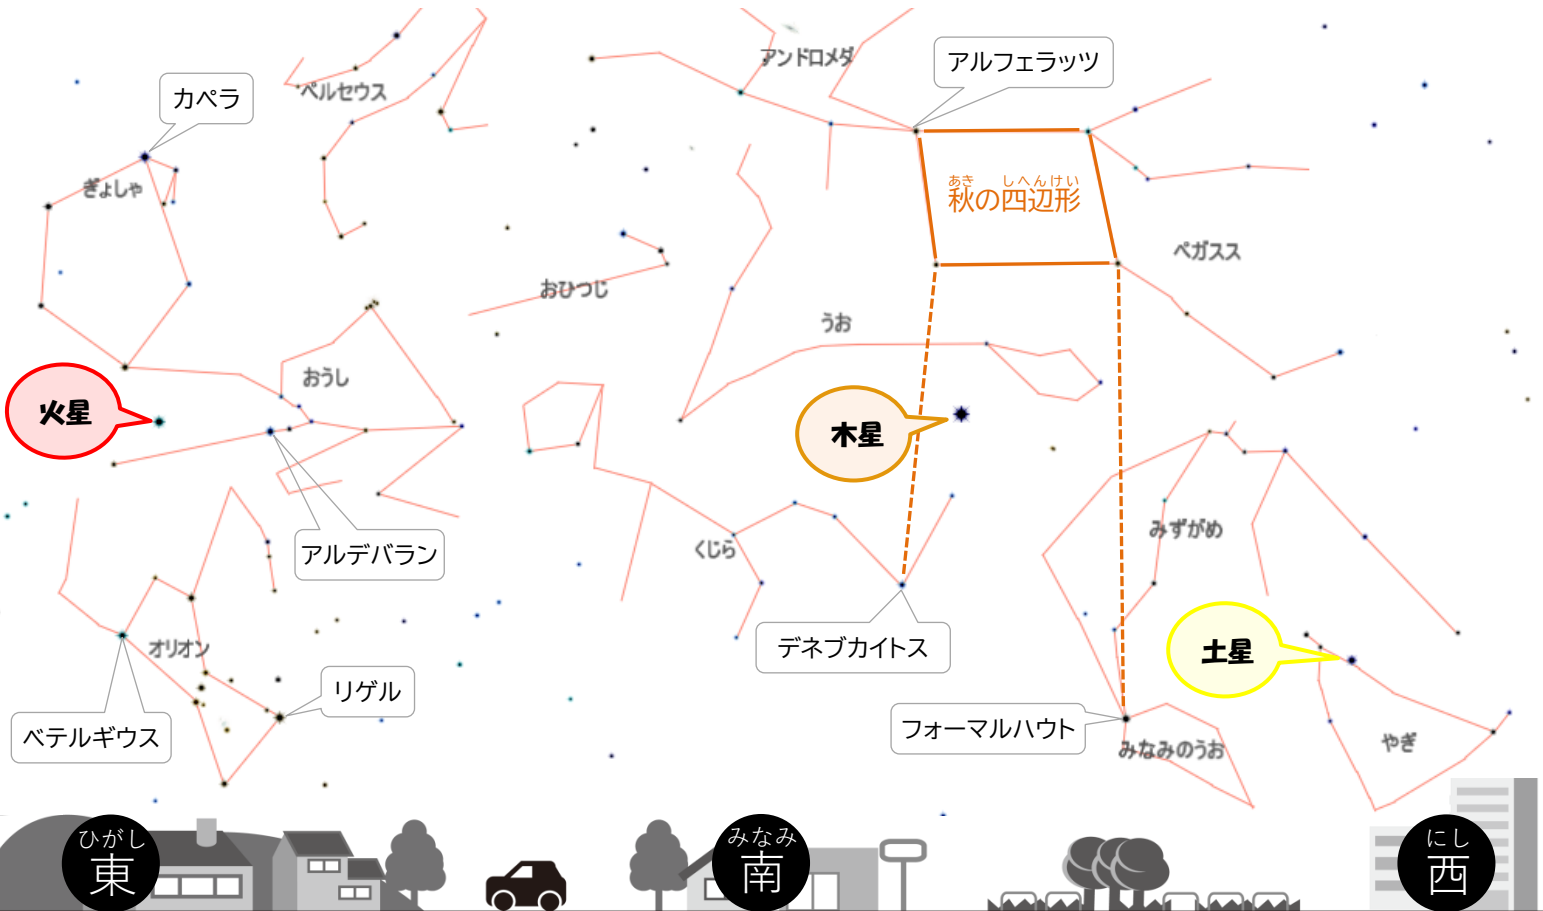 アンドロメダ
アルフェラッツ
カペラ
ペルセウス
ぎょしゃ
あき しへんけい
秋の四辺形
ペガスス
おひつじ
うお
おうし
火星
木星
みずがめ
くじら
アルデバラン
デネブカイトス
土星
オリオン
リゲル
ベテルギウス
フォーマルハウト
みなみのうお
やぎ
ひがし
東
みなみ
南
にし
西